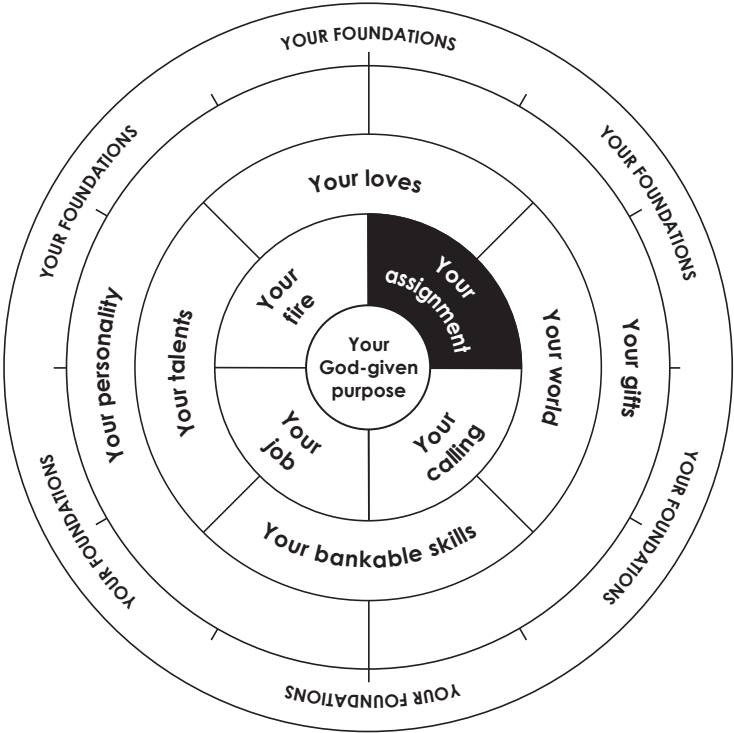 YOUR FOUNDATIONS
YOUR FOUNDATIONS
YOUR FOUNDATIONS
Your loves
Your
fire
Your
assignment
Your personality
Your talents
Your
God-given
purpose
Your world
Your gifts
Your
job
Your
calling
Your bankable skills
YOUR FOUNDATIONS
YOUR FOUNDATIONS
YOUR FOUNDATIONS